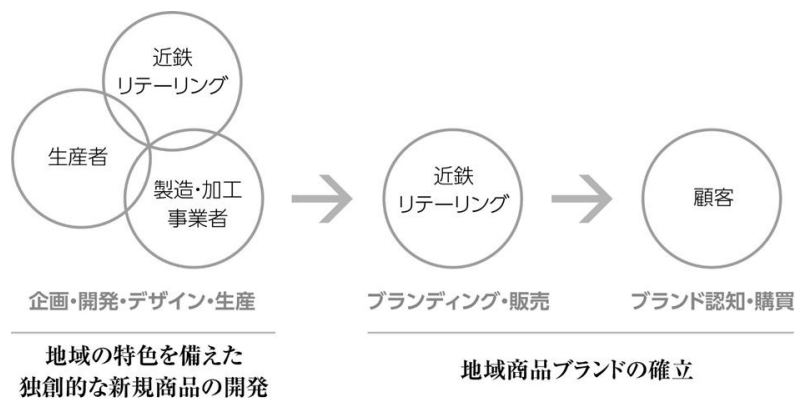 近鉄
リテーリング
生産者
製造・加工
事業者
近鉄
リテーリング
顧客
企画・開発・デザイン・生産
ブランディング・販売
ブランド認知・購買
地域の特色を備えた
独創的な新規商品の開発
地域商品ブランドの確立